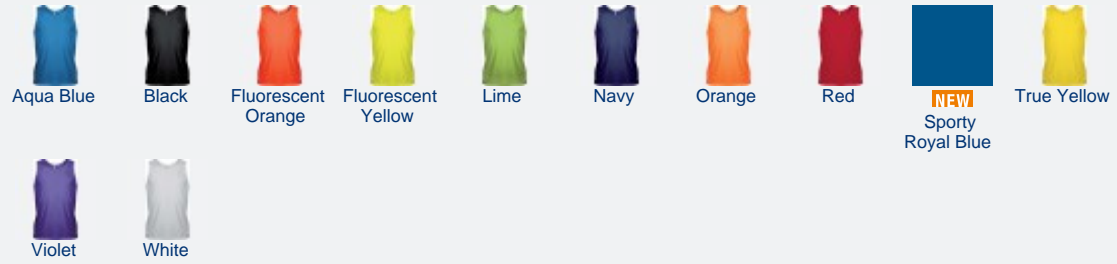 Aqua Blue
Black
Fluorescent
Orange
Fluorescent
Yellow
Lime
Navy
Orange
Red
NEW
Sporty
Royal Blue
True Yellow
Violet
White